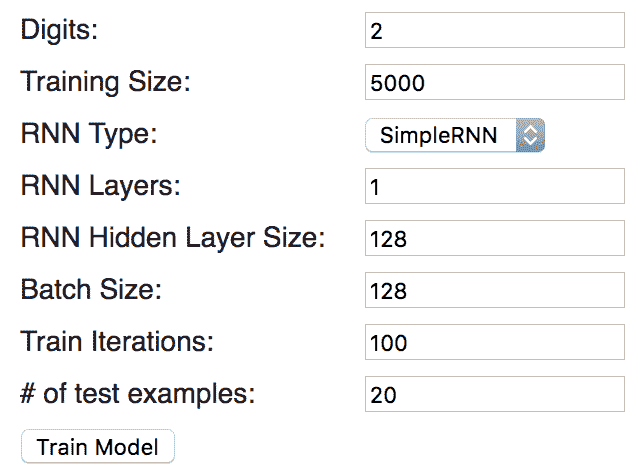 Digits: 2
Training Size: 5000
RNN Type: SimpleRNN
RNN Layers: 1
RNN Hidden Layer Size: 128
Batch Size: 128
Train Iterations: 100
# of test examples: 20
Train Model